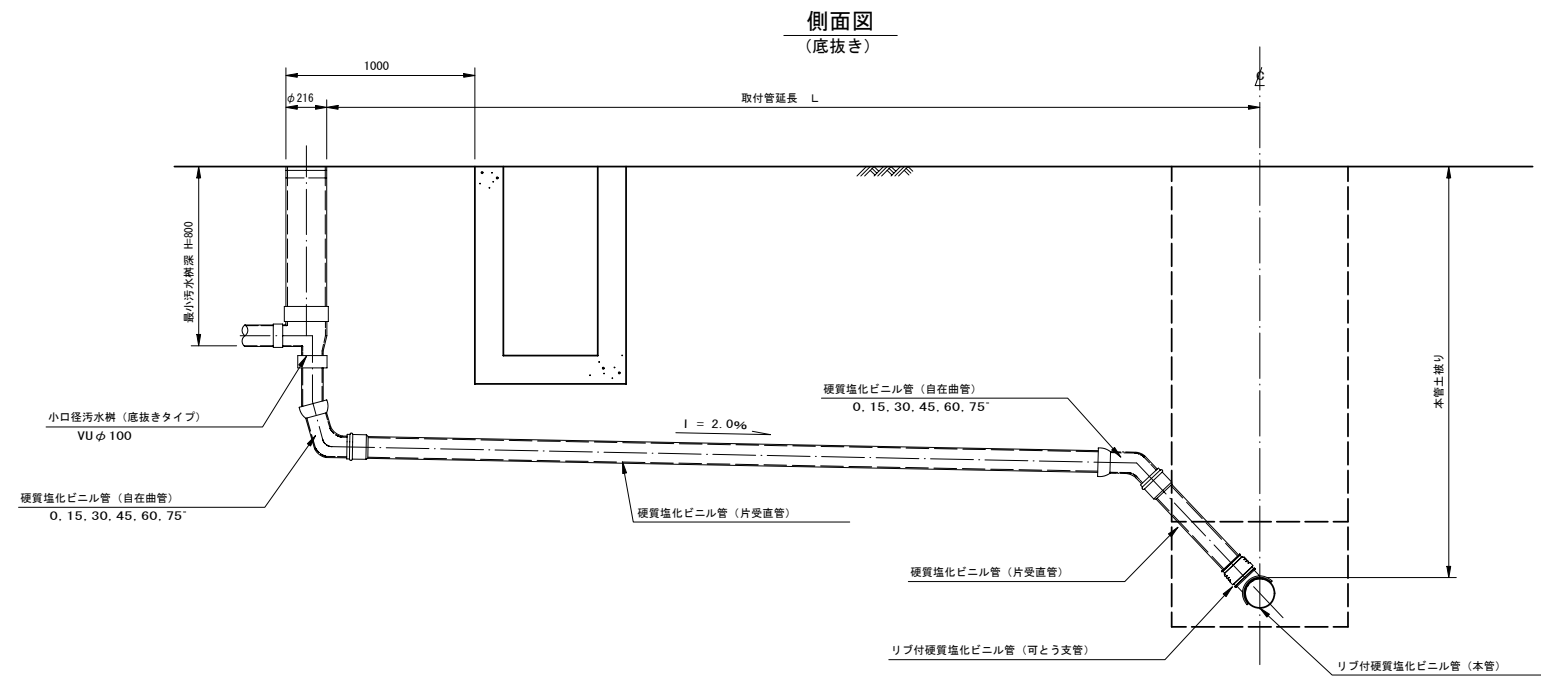 側面図
(底抜き)
1000
φ216
取付管延長 L
℄
最小汚水桝深 H=800
本管土被り
小口径汚水桝（底抜きタイプ）
VUφ100
硬質塩化ビニル管（自在曲管）
0, 15, 30, 45, 60, 75°
I = 2.0%
硬質塩化ビニル管（自在曲管）
0, 15, 30, 45, 60, 75°
硬質塩化ビニル管（片受直管）
硬質塩化ビニル管（片受直管）
リブ付硬質塩化ビニル管（可とう支管）
リブ付硬質塩化ビニル管（本管）